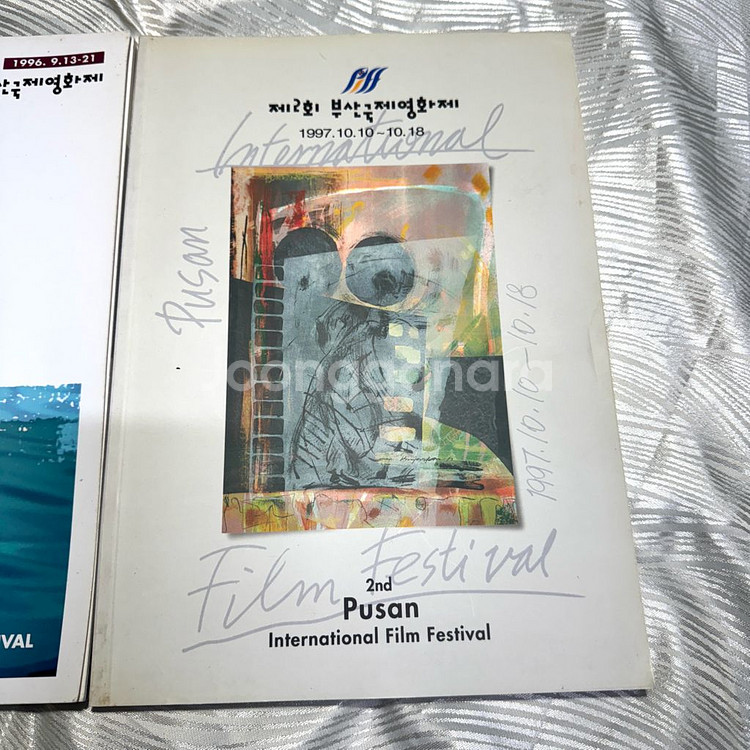 1996. 9.13-21
산국제영화제
VAL
piff
제2회 부산국제영화제
1997.10.10~10.18
International
Pusan
1997.10.10-10.18
joonggonara
Film Festival
2nd
Pusan
International Film Festival